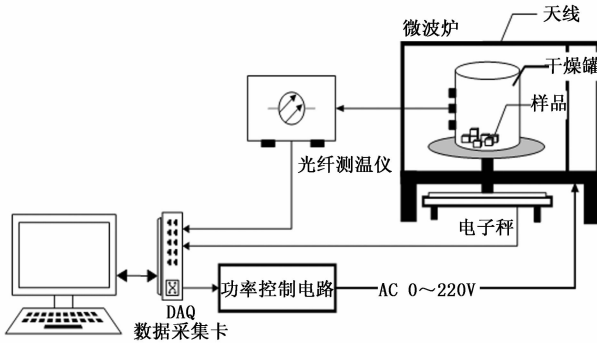 天线
微波炉
干燥罐
样品
光纤测温仪
电子秤
功率控制电路
AC 0～220V
DAQ
数据采集卡